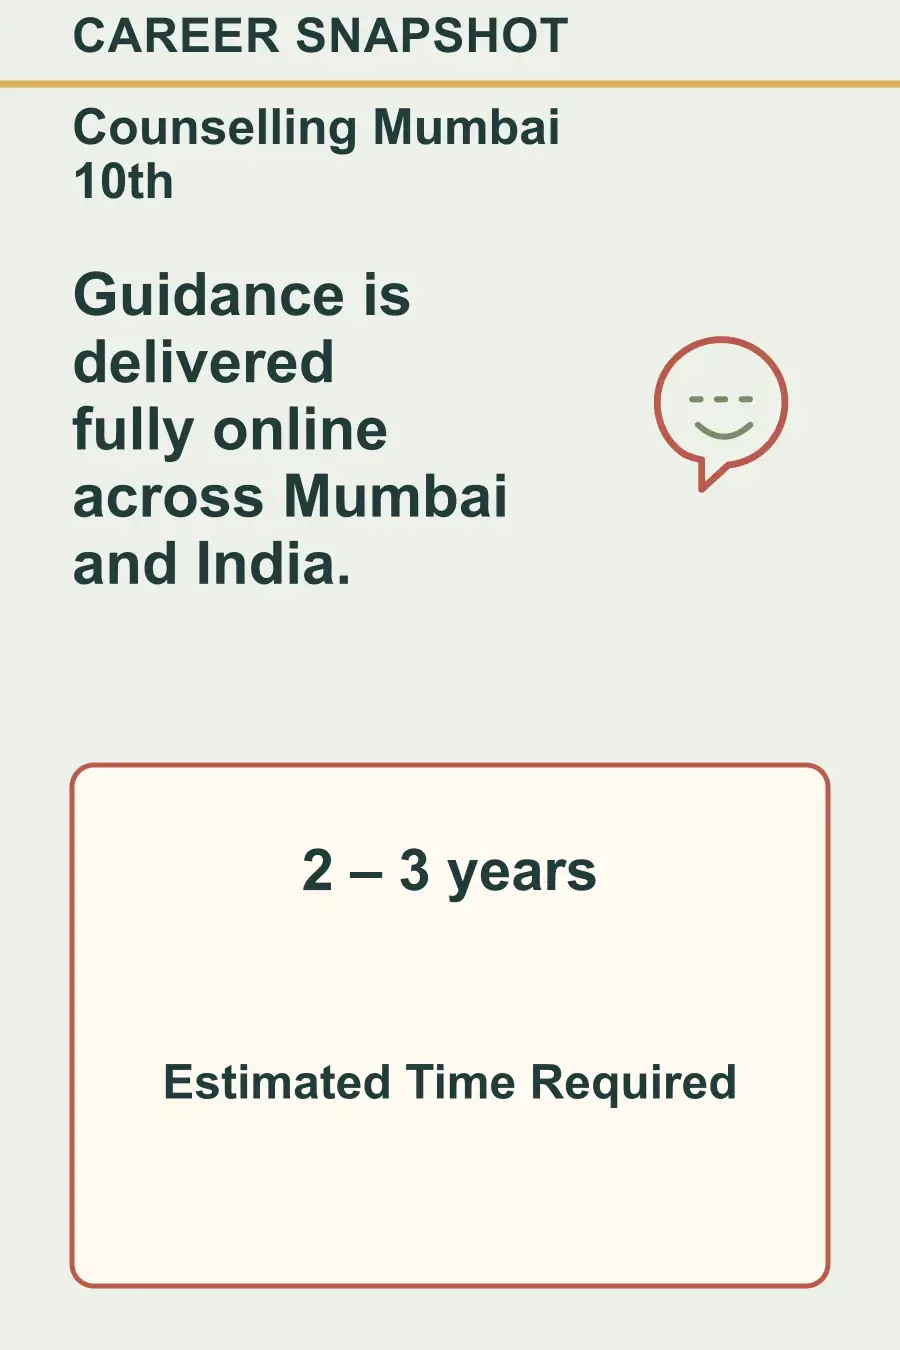 CAREER SNAPSHOT
Counselling Mumbai
10th
Guidance is
delivered
fully online
across Mumbai
and India.
2 – 3 years
Estimated Time Required